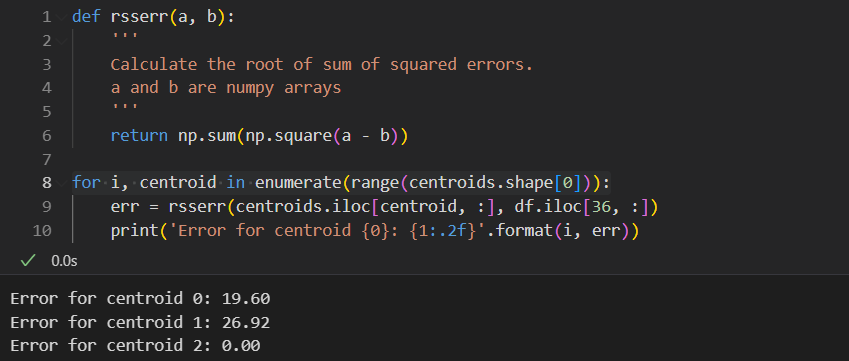 1 def rsserr(a, b):
2     '''
3     Calculate the root of sum of squared errors.
4     a and b are numpy arrays
5     '''
6     return np.sum(np.square(a - b))
7
8 for i, centroid in enumerate(range(centroids.shape[0])):
9     err = rsserr(centroids.iloc[centroid, :], df.iloc[36, :])
10     print('Error for centroid {0}: {1:.2f}'.format(i, err))
✓ 0.0s
Error for centroid 0: 19.60
Error for centroid 1: 26.92
Error for centroid 2: 0.00